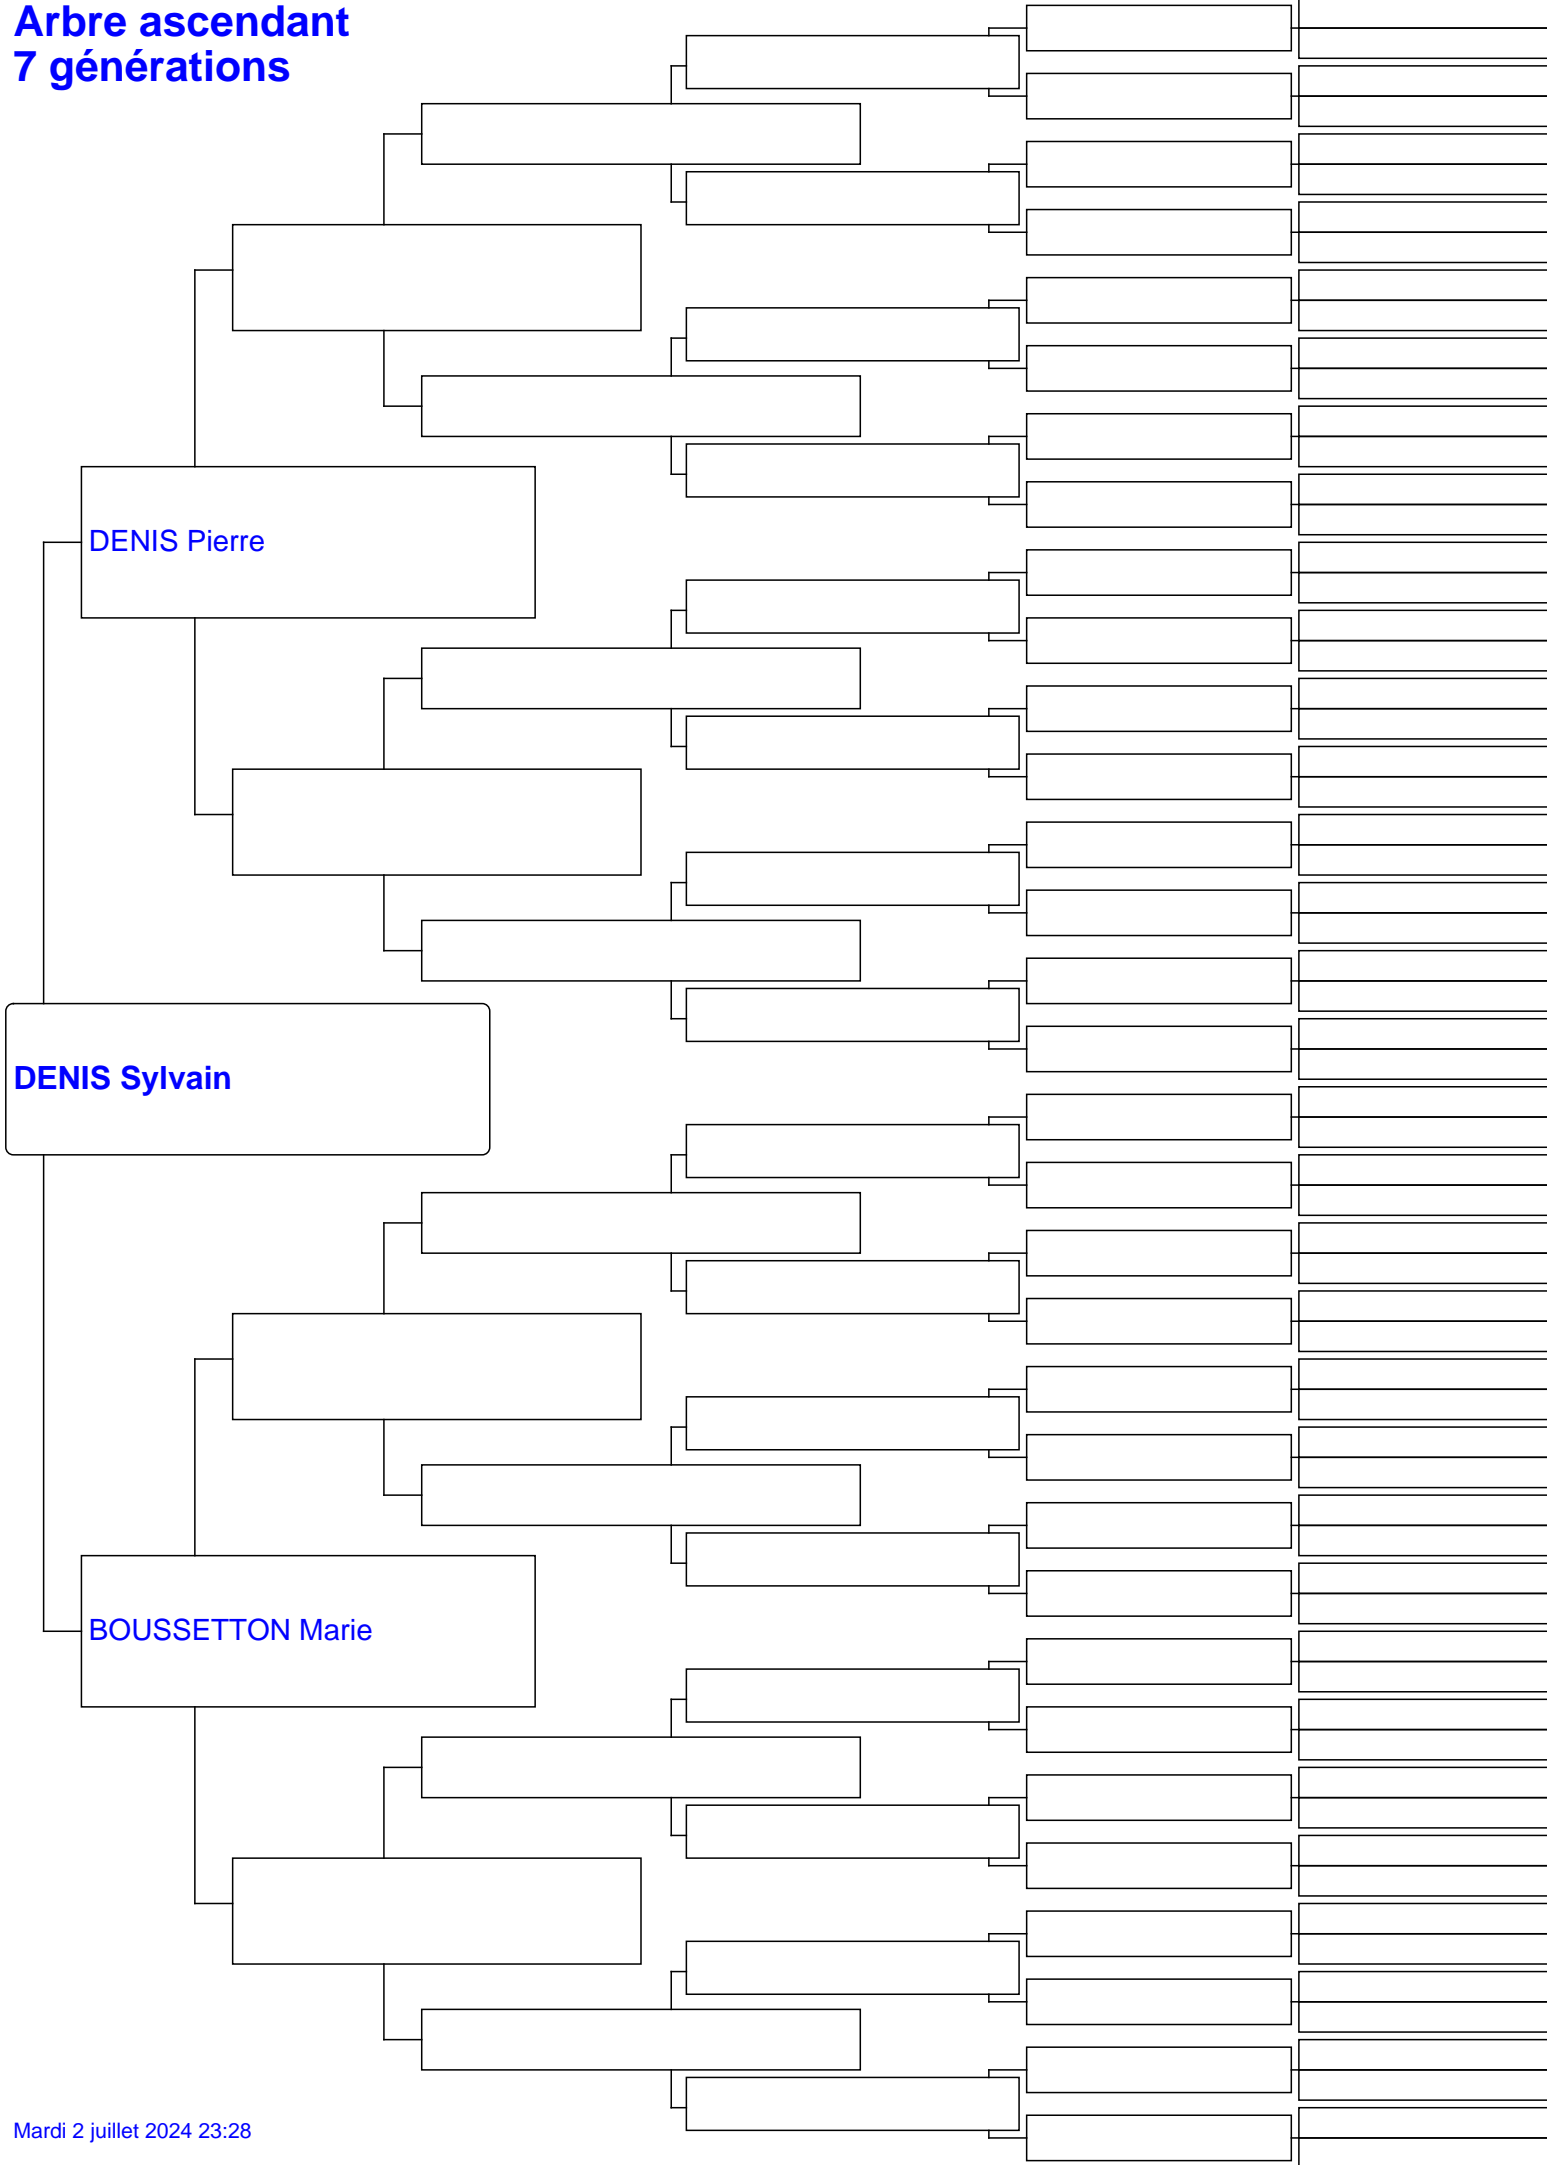 Arbre ascendant
7 générations
DENIS Pierre
DENIS Sylvain
BOUSSETTON Marie
Mardi 2 juillet 2024 23:28